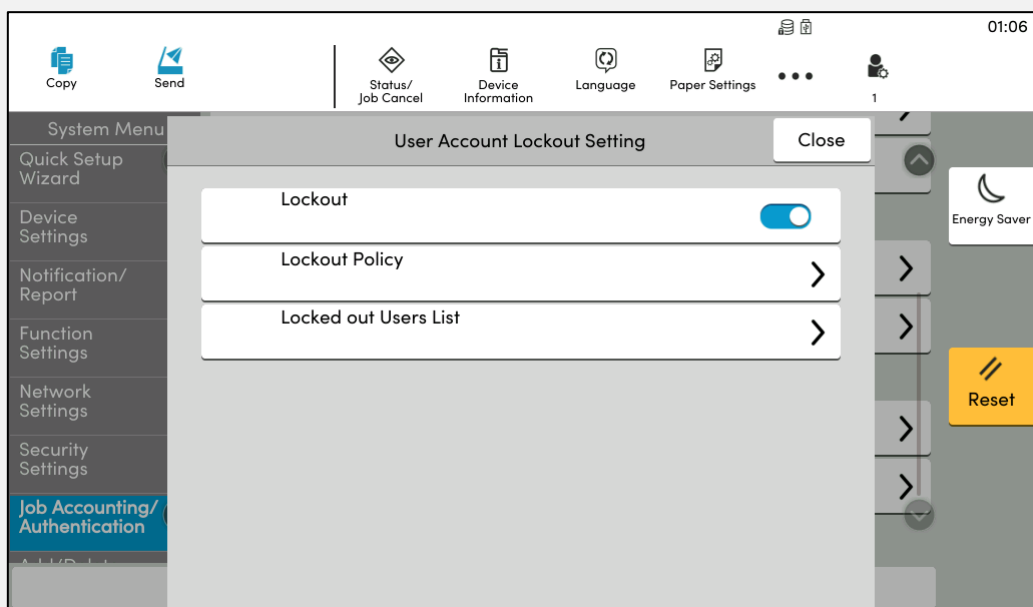 01:06
Copy
Send
Status/
Job Cancel
Device
Information
Language
Paper Settings
1
System Menu
Quick Setup
Wizard
Device
Settings
Notification/
Report
Function
Settings
Network
Settings
Security
Settings
Job Accounting/
Authentication
User Account Lockout Setting
Close
Lockout
Lockout Policy
Locked out Users List
Energy Saver
Reset